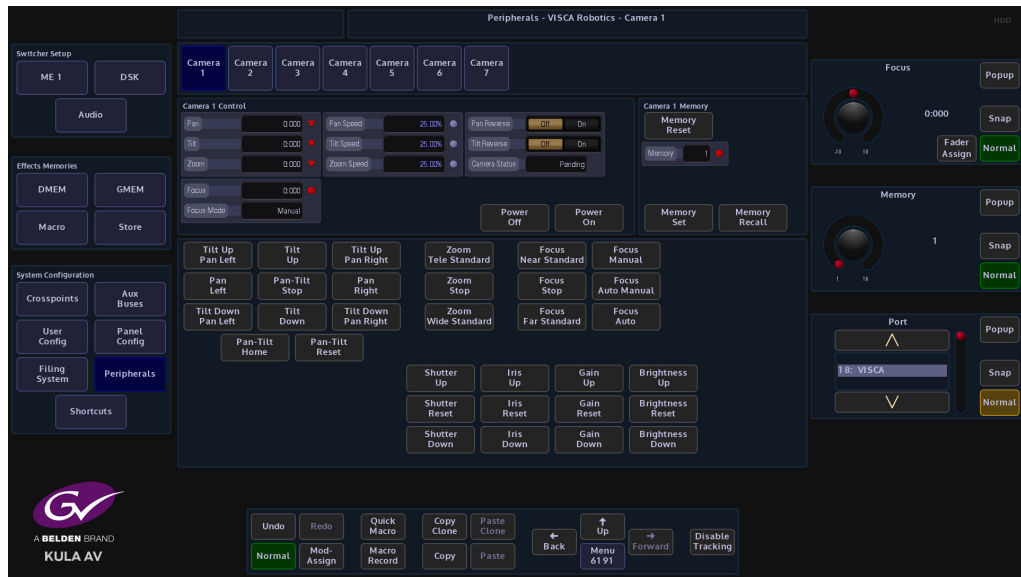 Peripherals - VISCA Robotics - Camera 1
HDD
Switcher Setup
ME 1
DSK
Audio
Effects Memories
DMEM
GMEM
Macro
Store
System Configuration
Crosspoints
Aux
Buses
User
Config
Panel
Config
Filing
System
Peripherals
Shortcuts
Camera
1
Camera
2
Camera
3
Camera
4
Camera
5
Camera
6
Camera
7
Camera 1 Control
Pan
0:000
Pan Speed
25.00%
Pan Reverse
Off
On
Tilt
0:000
Tilt Speed
25.00%
Tilt Reverse
Off
On
Zoom
0:000
Zoom Speed
25.00%
Camera Status
Pending
Focus
0:000
Focus Mode
Manual
Power
Off
Power
On
Camera 1 Memory
Memory
Reset
Memory
1
Memory
Set
Memory
Recall
Tilt Up
Pan Left
Tilt
Up
Tilt Up
Pan Right
Zoom
Tele Standard
Focus
Near Standard
Focus
Manual
Pan
Left
Pan-Tilt
Stop
Pan
Right
Zoom
Stop
Focus
Stop
Focus
Auto Manual
Tilt Down
Pan Left
Tilt
Down
Tilt Down
Pan Right
Zoom
Wide Standard
Focus
Far Standard
Focus
Auto
Pan-Tilt
Home
Pan-Tilt
Reset
Shutter
Up
Iris
Up
Gain
Up
Brightness
Up
Shutter
Reset
Iris
Reset
Gain
Reset
Brightness
Reset
Shutter
Down
Iris
Down
Gain
Down
Brightness
Down
Focus
Popup
0:000
Snap
Fader
Assign
Normal
Memory
Popup
1
Snap
1
16
Normal
Port
Popup
18: VISCA
Snap
Normal
GV
A BELDEN BRAND
KULA AV
Undo
Redo
Quick
Macro
Copy
Clone
Paste
Clone
Back
Up
Forward
Disable
Tracking
Normal
Mod-
Assign
Macro
Record
Copy
Paste
Menu
6191